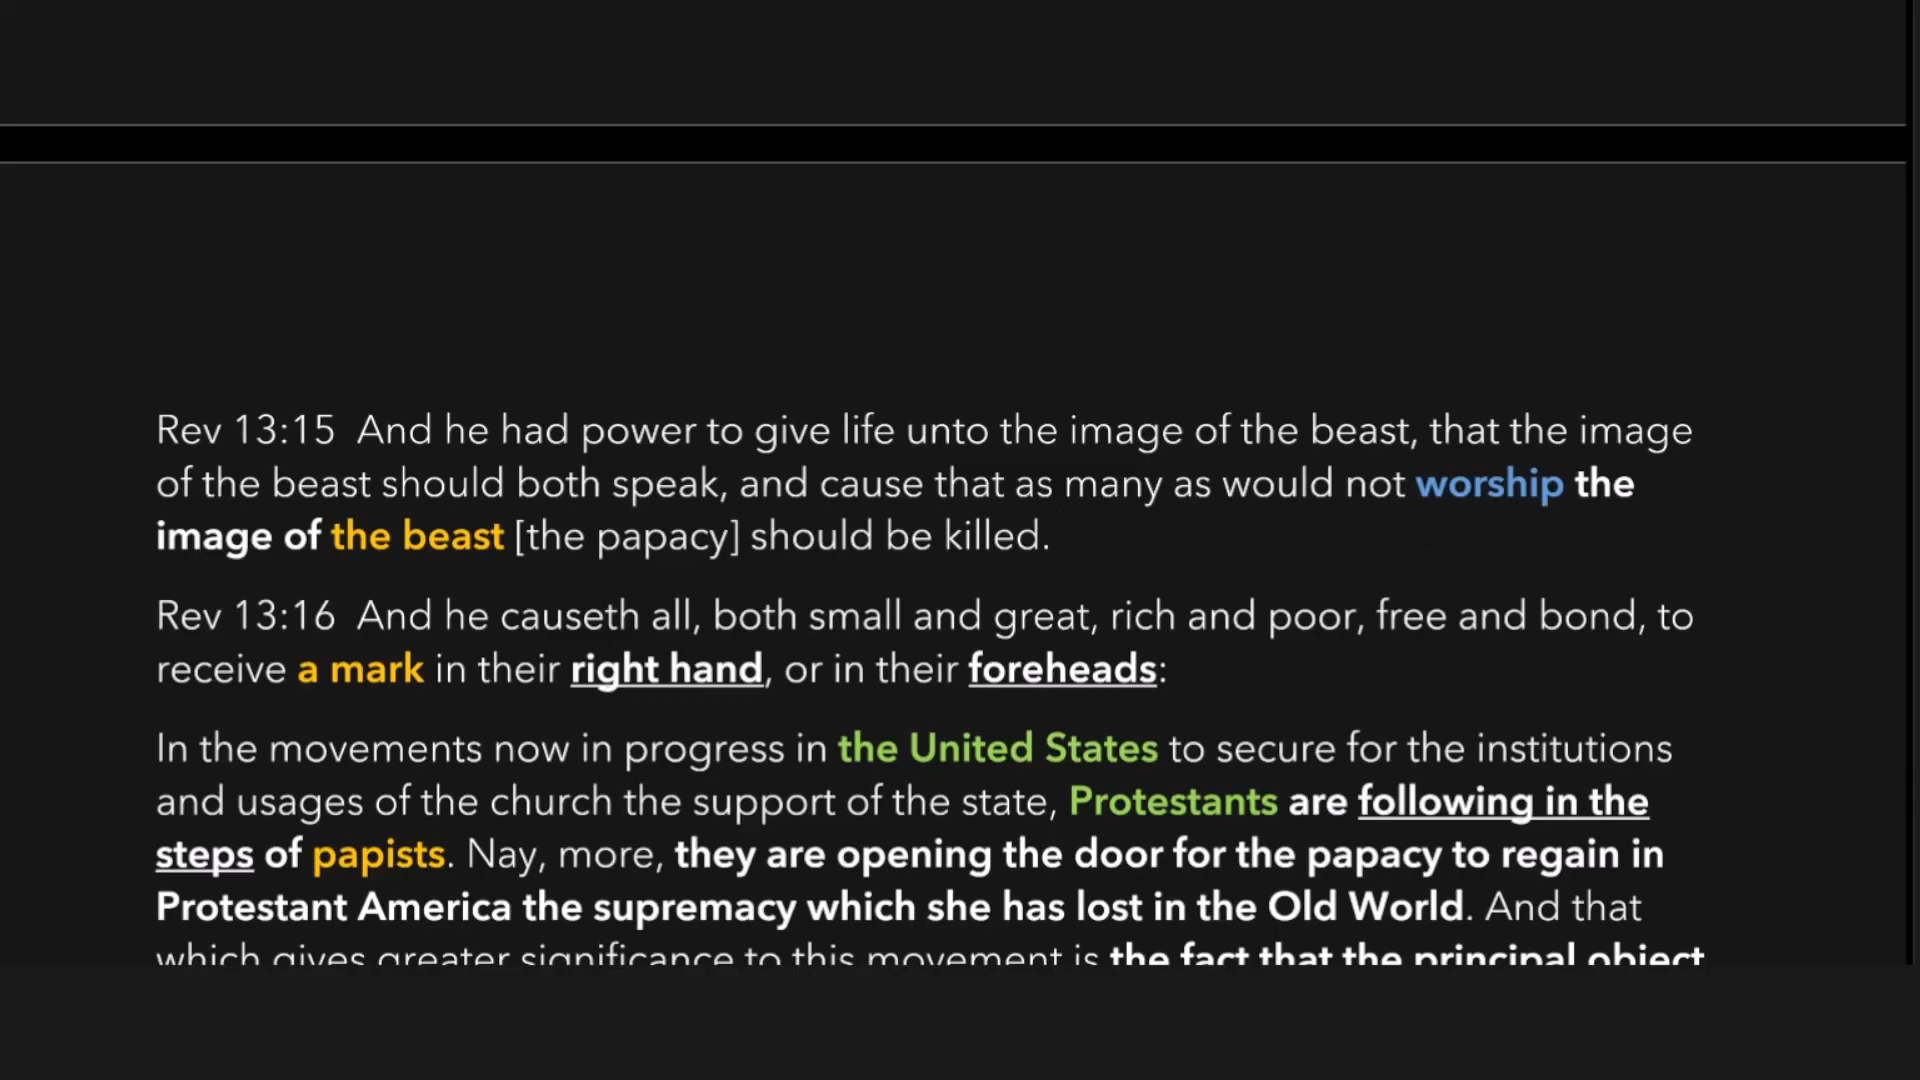 Rev 13:15  And he had power to give life unto the image of the beast, that the image
of the beast should both speak, and cause that as many as would not worship the
image of the beast [the papacy] should be killed.
Rev 13:16  And he causeth all, both small and great, rich and poor, free and bond, to
receive a mark in their right hand, or in their foreheads:
In the movements now in progress in the United States to secure for the institutions
and usages of the church the support of the state, Protestants are following in the
steps of papists. Nay, more, they are opening the door for the papacy to regain in
Protestant America the supremacy which she has lost in the Old World. And that
which gives greater significance to this movement is the fact that the principal object